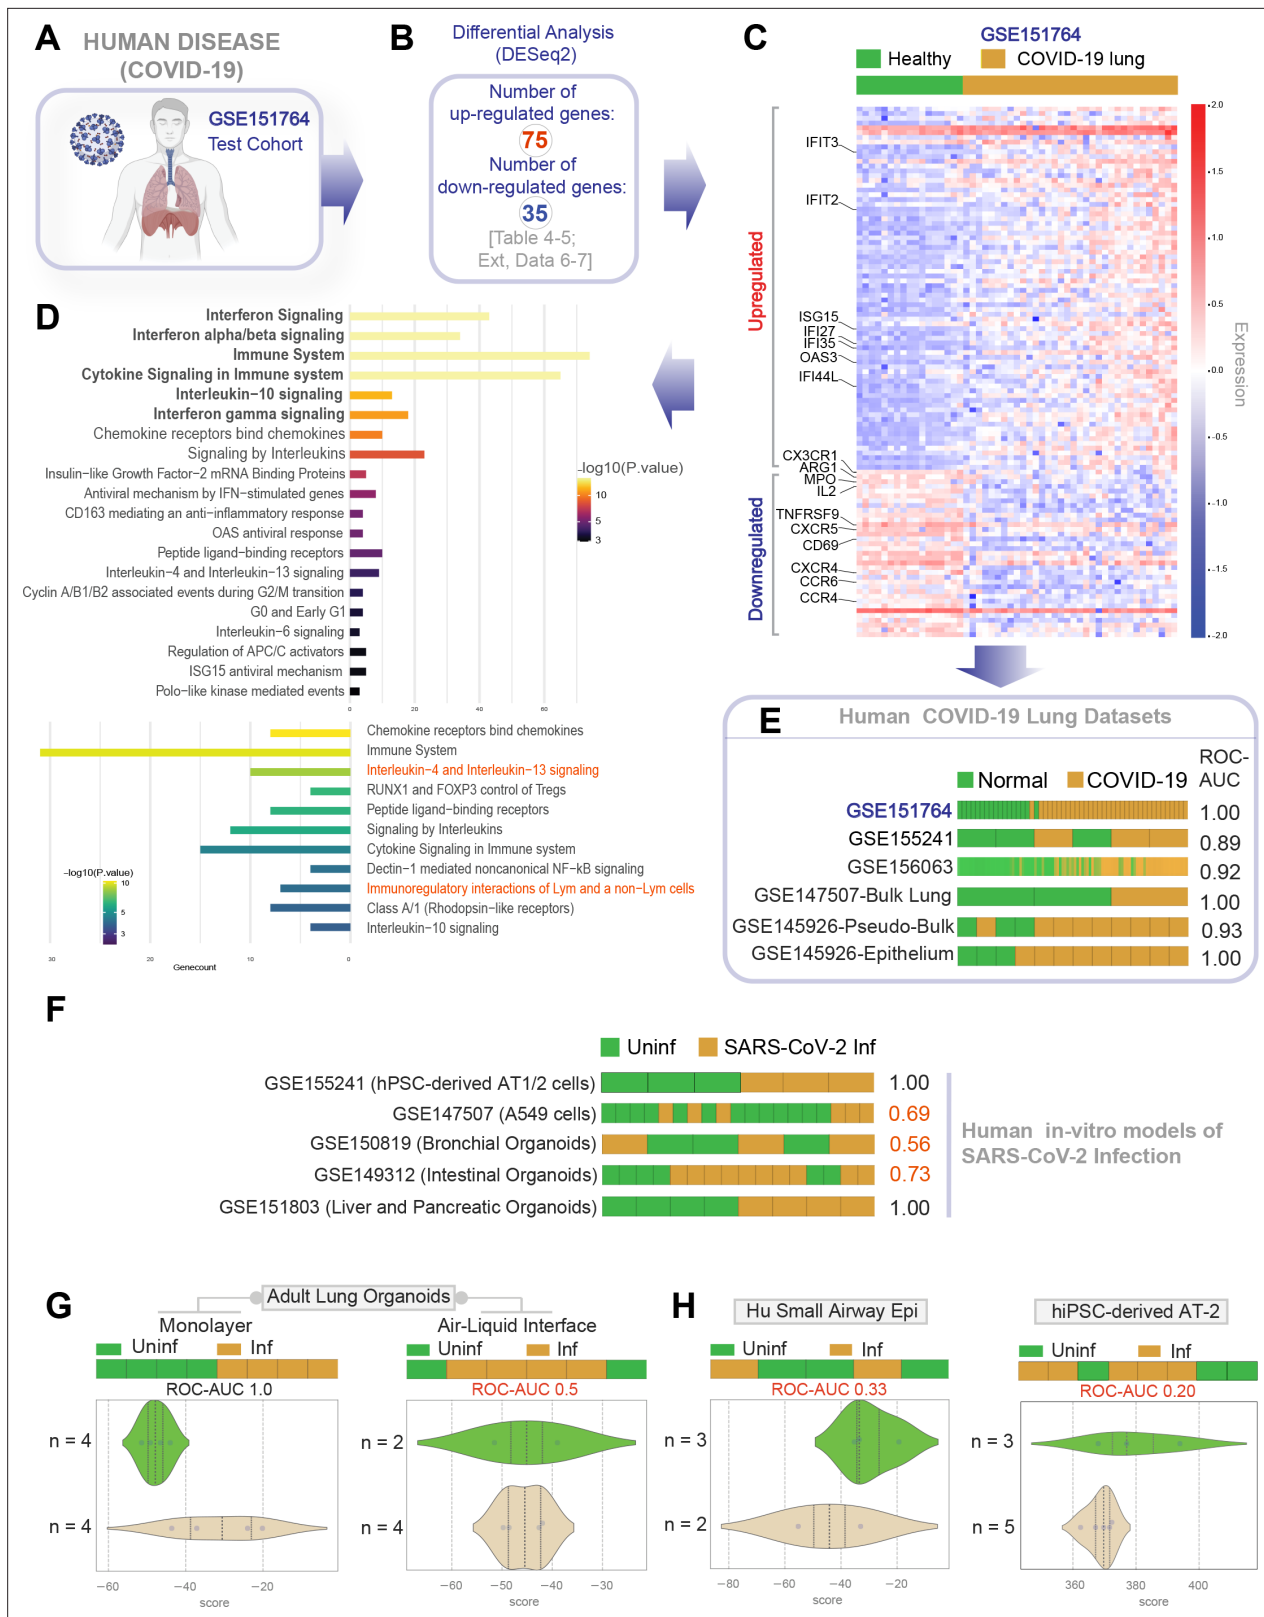 A
HUMAN DISEASE
(COVID-19)
GSE151764
Test Cohort
B
Differential Analysis
(DESeq2)
Number of
up-regulated genes:
75
Number of
down-regulated genes:
35
[Table 4-5;
Ext, Data 6-7]
C
GSE151764
Healthy
COVID-19 lung
Upregulated
Downregulated
IFIT3
IFIT2
ISG15
IFI27
IFI35
OAS3
IFI44L
CX3CR1
ARG1
MPO
IL2
TNFRSF9
CXCR5
CD69
CXCR4
CCR6
CCR4
2.0
1.5
1.0
0.5
0.0
-0.5
-1.0
-1.5
-2.0
Expression
D
Interferon Signaling
Interferon alpha/beta signaling
Immune System
Cytokine Signaling in Immune system
Interleukin−10 signaling
Interferon gamma signaling
Chemokine receptors bind chemokines
Signaling by Interleukins
Insulin−like Growth Factor−2 mRNA Binding Proteins
Antiviral mechanism by IFN−stimulated genes
CD163 mediating an anti−inflammatory response
OAS antiviral response
Peptide ligand−binding receptors
Interleukin−4 and Interleukin−13 signaling
Cyclin A/B1/B2 associated events during G2/M transition
G0 and Early G1
Interleukin−6 signaling
Regulation of APC/C activators
ISG15 antiviral mechanism
Polo−like kinase mediated events
0 20 40 60
-log10(P.value)
10
5
3
Chemokine receptors bind chemokines
Immune System
Interleukin−4 and Interleukin−13 signaling
RUNX1 and FOXP3 control of Tregs
Peptide ligand−binding receptors
Signaling by Interleukins
Cytokine Signaling in Immune system
Dectin−1 mediated noncanonical NF−kB signaling
Immunoregulatory interactions of Lym and a non−Lym cells
Class A/1 (Rhodopsin−like receptors)
Interleukin−10 signaling
−log10(P.value)
10
5
3
30 20 10 0
Genecount
E
Human COVID-19 Lung Datasets
Normal
COVID-19
ROC-
AUC
GSE151764 1.00
GSE155241 0.89
GSE156063 0.92
GSE147507-Bulk Lung 1.00
GSE145926-Pseudo-Bulk 0.93
GSE145926-Epithelium 1.00
F
Uninf
SARS-CoV-2 Inf
GSE155241 (hPSC-derived AT1/2 cells) 1.00
GSE147507 (A549 cells) 0.69
GSE150819 (Bronchial Organoids) 0.56
GSE149312 (Intestinal Organoids) 0.73
GSE151803 (Liver and Pancreatic Organoids) 1.00
Human in-vitro models of
SARS-CoV-2 Infection
G
Adult Lung Organoids
Monolayer
Uninf
Inf
ROC-AUC 1.0
n = 4
n = 4
−60 −40 −20
score
Air-Liquid Interface
Uninf
Inf
ROC-AUC 0.5
n = 2
n = 4
−60 −50 −40 −30
score
H
Hu Small Airway Epi
Uninf
Inf
ROC-AUC 0.33
n = 3
n = 2
−80 −60 −40 −20
score
hiPSC-derived AT-2
Uninf
Inf
ROC-AUC 0.20
n = 3
n = 5
360 380 400
score